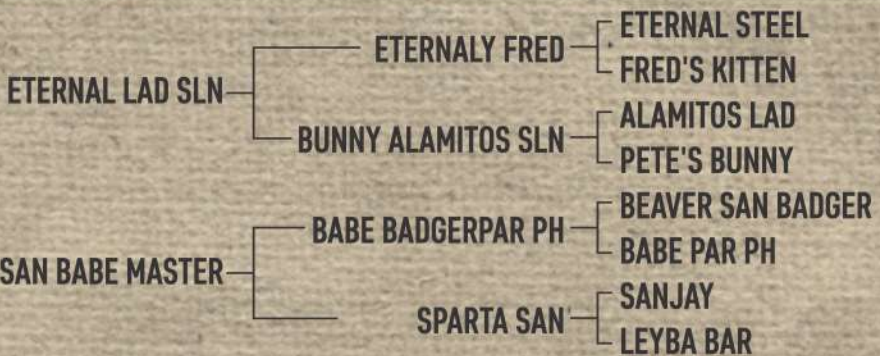 ETERNAL STEEL
ETERNALY FRED
FRED'S KITTEN
ETERNAL LAD SLN
ALAMITOS LAD
BUNNY ALAMITOS SLN
PETE'S BUNNY
BEAVER SAN BADGER
BABE BADGERPAR PH
BABE PAR PH
SAN BABE MASTER
SANJAY
SPARTA SAN
LEYBA BAR